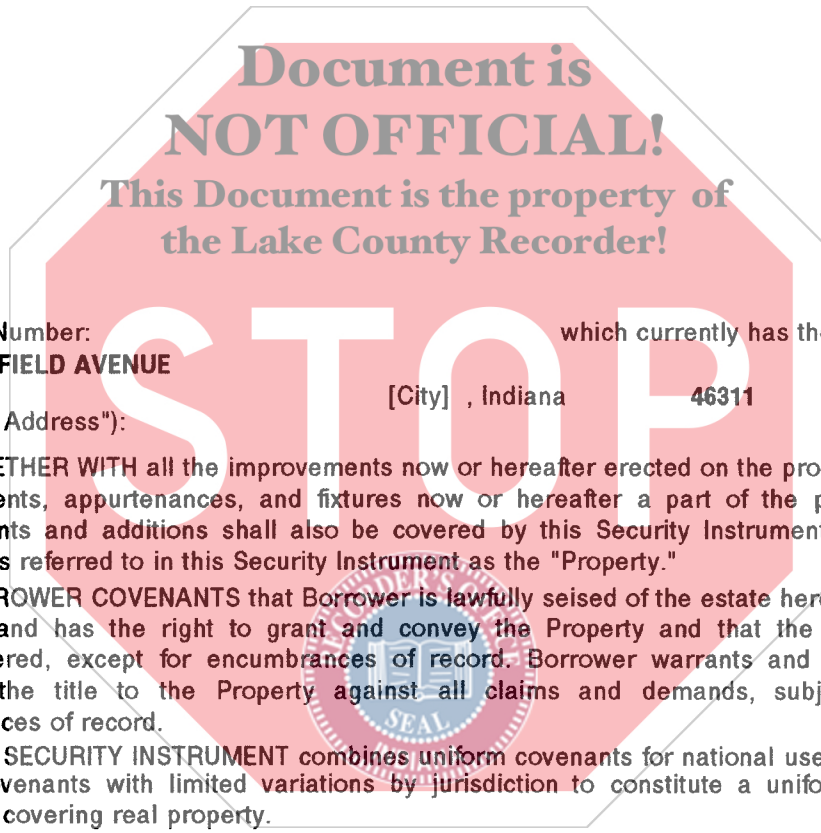 Document is
NOT OFFICIAL!
This Document is the property of
the Lake County Recorder!
STOP
Number: which currently has th
FIELD AVENUE
[City] , Indiana 46311
Address"):
ETHER WITH all the improvements now or hereafter erected on the pro
ents, appurtenances, and fixtures now or hereafter a part of the p
nts and additions shall also be covered by this Security Instrument
s referred to in this Security Instrument as the "Property."
ROWER COVENANTS that Borrower is lawfully seised of the estate here
and has the right to grant and convey the Property and that the
ered, except for encumbrances of record. Borrower warrants and
the title to the Property against all claims and demands, subj
ces of record.
SECURITY INSTRUMENT combines uniform covenants for national use
venants with limited variations by jurisdiction to constitute a unifo
covering real property.
RECORDER'S OFFICE
SEAL